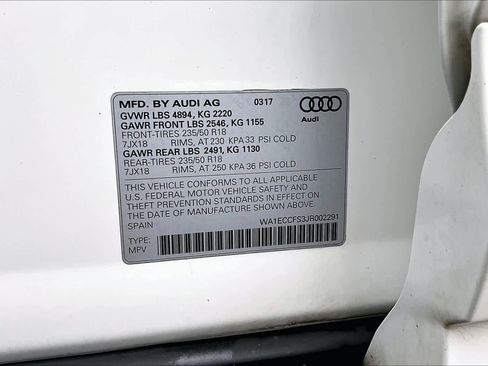 MFD. BY AUDI AG 0317
GVWR LBS 4894, KG 2220
GAWR FRONT LBS 2546, KG 1155
FRONT-TIRES 235/50 R18
7JX18 RIMS, AT 230 KPA 33 PSI COLD
GAWR REAR LBS 2491, KG 1130
REAR-TIRES 235/50 R18
7JX18 RIMS, AT 250 KPA 36 PSI COLD
Audi
THIS VEHICLE CONFORMS TO ALL APPLICABLE
U.S. FEDERAL MOTOR VEHICLE SAFETY AND
THEFT PREVENTION STANDARDS IN EFFECT ON
THE DATE OF MANUFACTURE SHOWN ABOVE.
SPAIN WA1ECCFS3JR002291
TYPE:
MPV